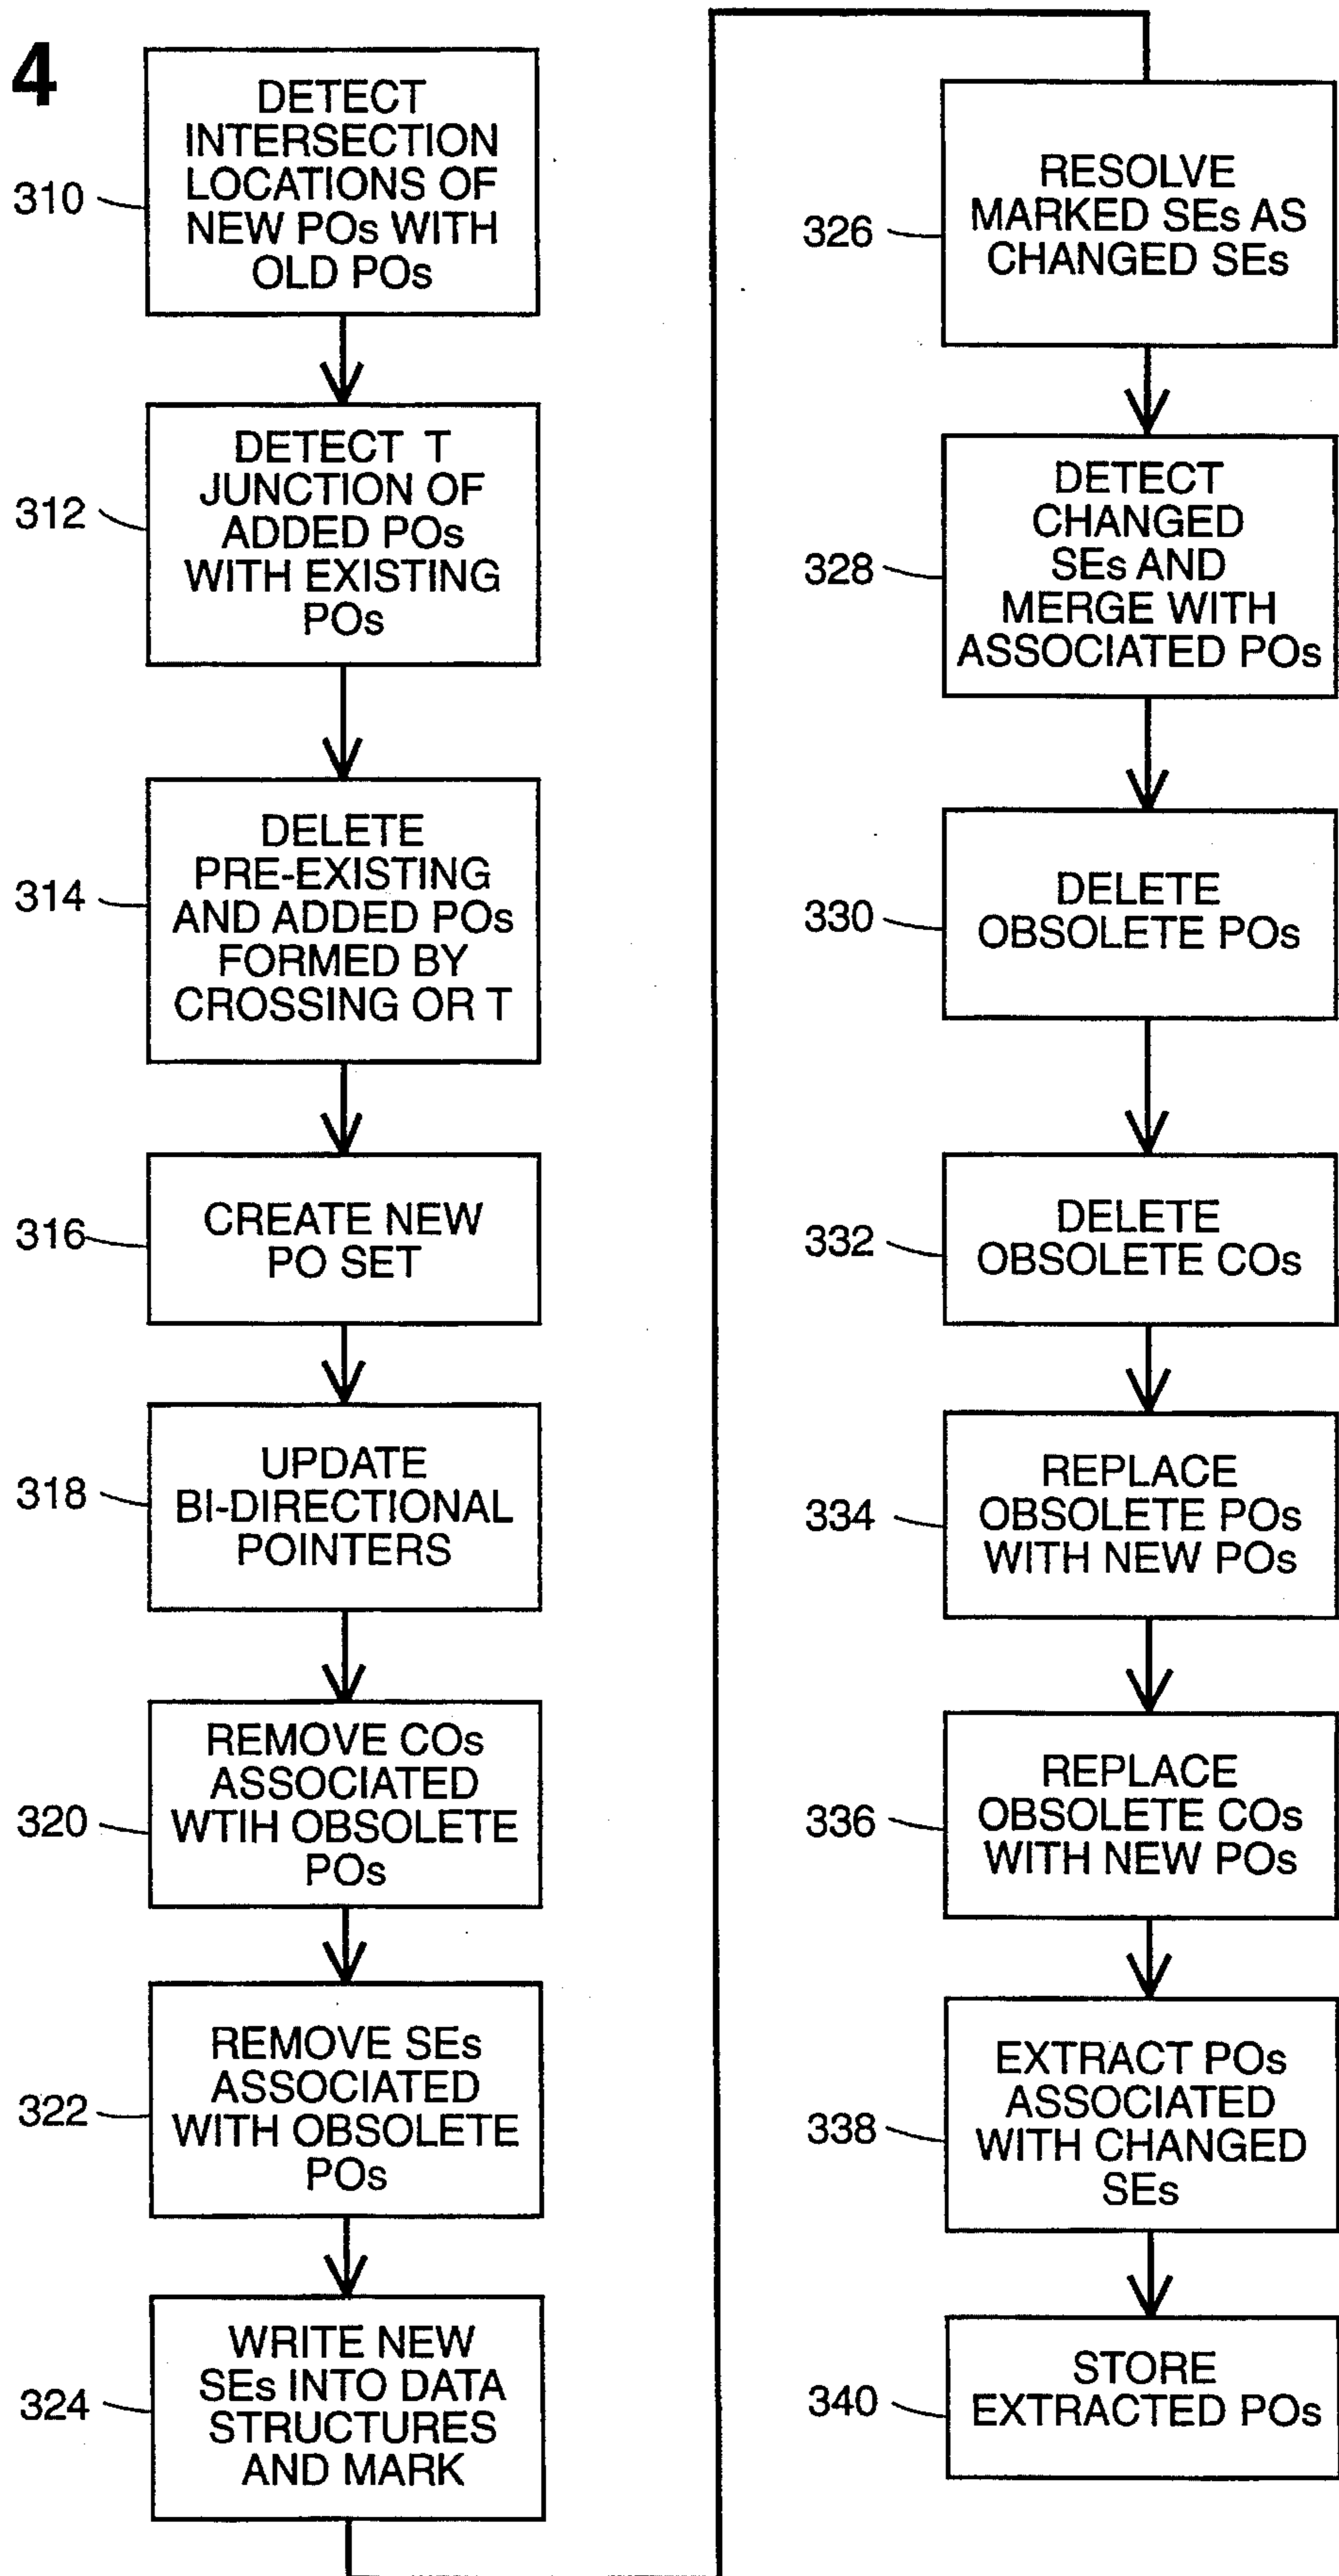 4
310
DETECT
INTERSECTION
LOCATIONS OF
NEW POs WITH
OLD POs
312
DETECT T
JUNCTION OF
ADDED POs
WITH EXISTING
POs
314
DELETE
PRE-EXISTING
AND ADDED POs
FORMED BY
CROSSING OR T
316
CREATE NEW
PO SET
318
UPDATE
BI-DIRECTIONAL
POINTERS
320
REMOVE COs
ASSOCIATED
WTIH OBSOLETE
POs
322
REMOVE SEs
ASSOCIATED
WITH OBSOLETE
POs
324
WRITE NEW
SEs INTO DATA
STRUCTURES
AND MARK
326
RESOLVE
MARKED SEs AS
CHANGED SEs
328
DETECT
CHANGED
SEs AND
MERGE WITH
ASSOCIATED POs
330
DELETE
OBSOLETE POs
332
DELETE
OBSOLETE COs
334
REPLACE
OBSOLETE POs
WITH NEW POs
336
REPLACE
OBSOLETE COs
WITH NEW POs
338
EXTRACT POs
ASSOCIATED
WITH CHANGED
SEs
340
STORE
EXTRACTED POs